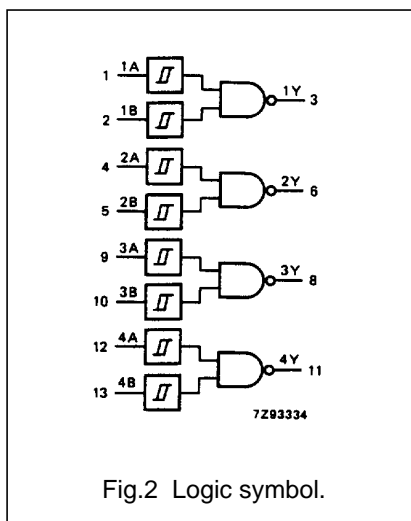 1 1A
1Y 3
2 1B
4 2A
2Y 6
5 2B
9 3A
3Y 8
10 3B
12 4A
4Y 11
13 4B
7Z93334
Fig.2 Logic symbol.